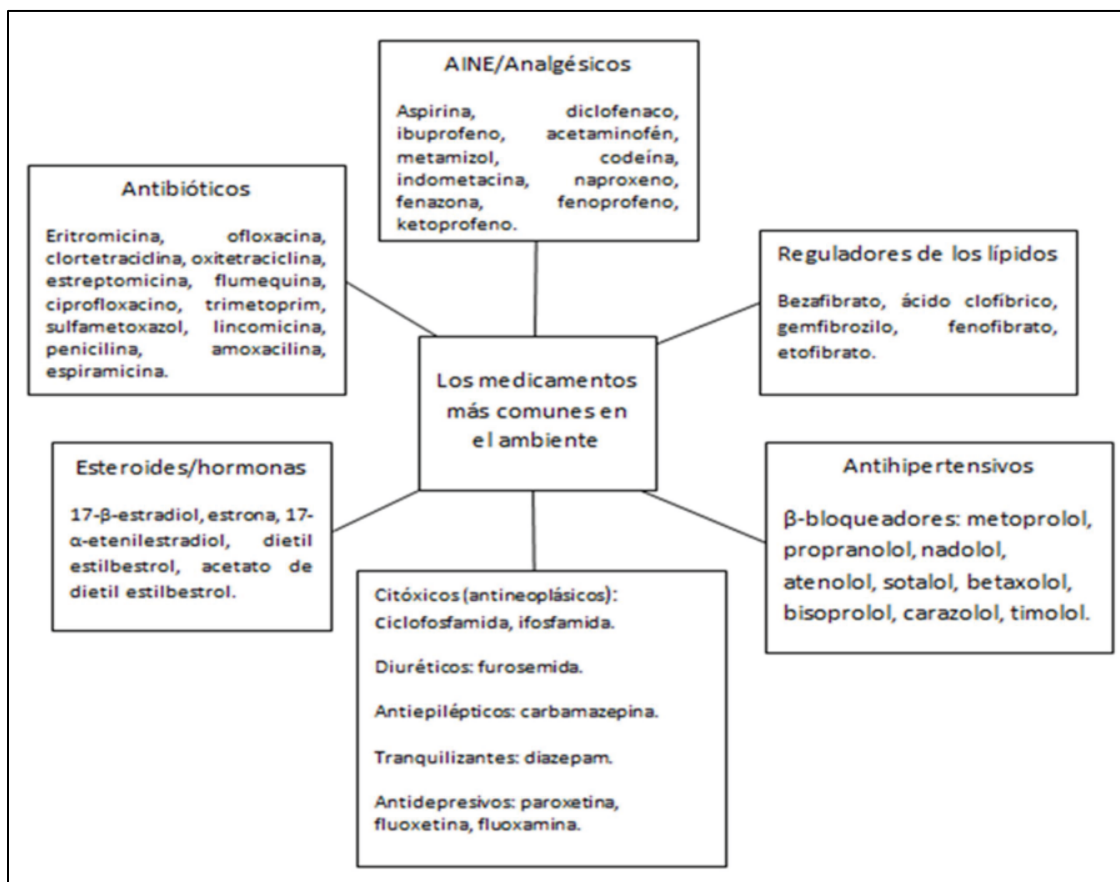 AINE/Analgésicos
Aspirina, diclofenaco,
ibuprofeno, acetaminofén,
metamizol, codeína,
indometacina, naproxeno,
fenazona, fenoprofeno,
ketoprofeno.
Antibióticos
Eritromicina, ofloxacina,
clortetraciclina, oxitetraciclina,
estreptomicina, flumequina,
ciprofloxacino, trimetoprim,
sulfametoxazol, lincomicina,
penicilina, amoxacilina,
espiramicina.
Reguladores de los lípidos
Bezafibrato, ácido clofíbrico,
gemfibrozilo, fenofibrato,
etofibrato.
Los medicamentos
más comunes en
el ambiente
Esteroides/hormonas
17-β-estradiol, estrona, 17-
α-etenilestradiol, dietil
estilbestrol, acetato de
dietil estilbestrol.
Antihipertensivos
β-bloqueadores: metoprolol,
propranolol, nadolol,
atenolol, sotalol, betaxolol,
bisoprolol, carazolol, timolol.
Citóxicos (antineoplásicos):
Ciclofosfamida, ifosfamida.
Diuréticos: furosemida.
Antiepilépticos: carbamazepina.
Tranquilizantes: diazepam.
Antidepresivos: paroxetina,
fluoxetina, fluoxamina.